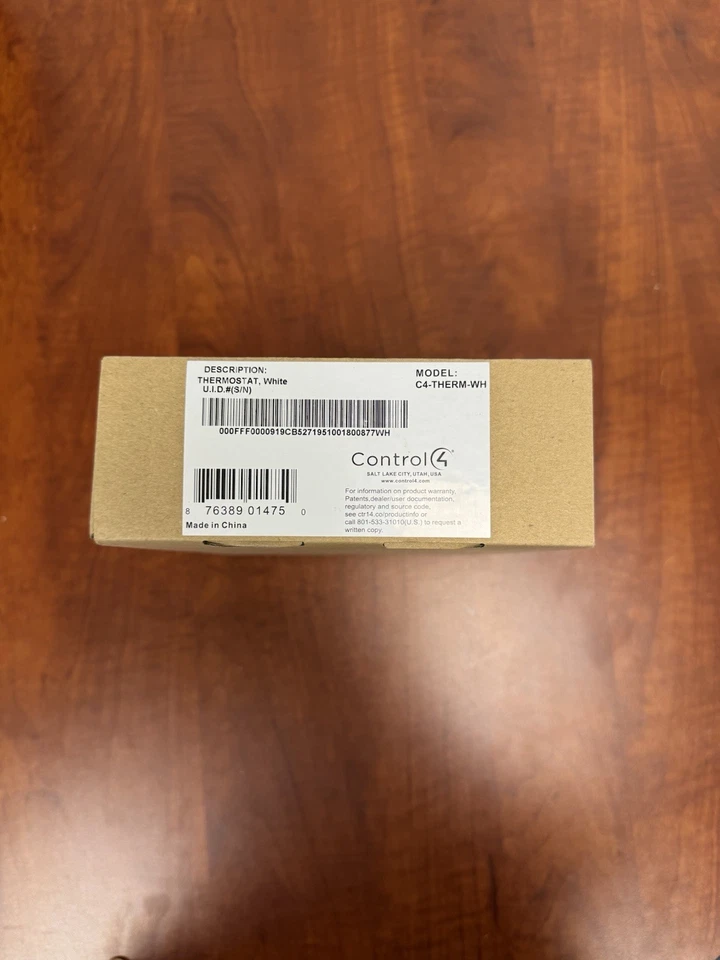 DESCRIPTION:
THERMOSTAT, White
U.I.D.#(S/N)
MODEL:
C4-THERM-WH
000FFF0000919CB5271951001800877WH
Control4®
SALT LAKE CITY, UTAH, USA
www.control4.com
8 76389 01475 0
Made in China
For information on product warranty,
Patents,dealer/user documentation,
regulatory and source code,
see ctrl4.co/productinfo or
call 801-533-31010(U.S.) to request a
written copy.